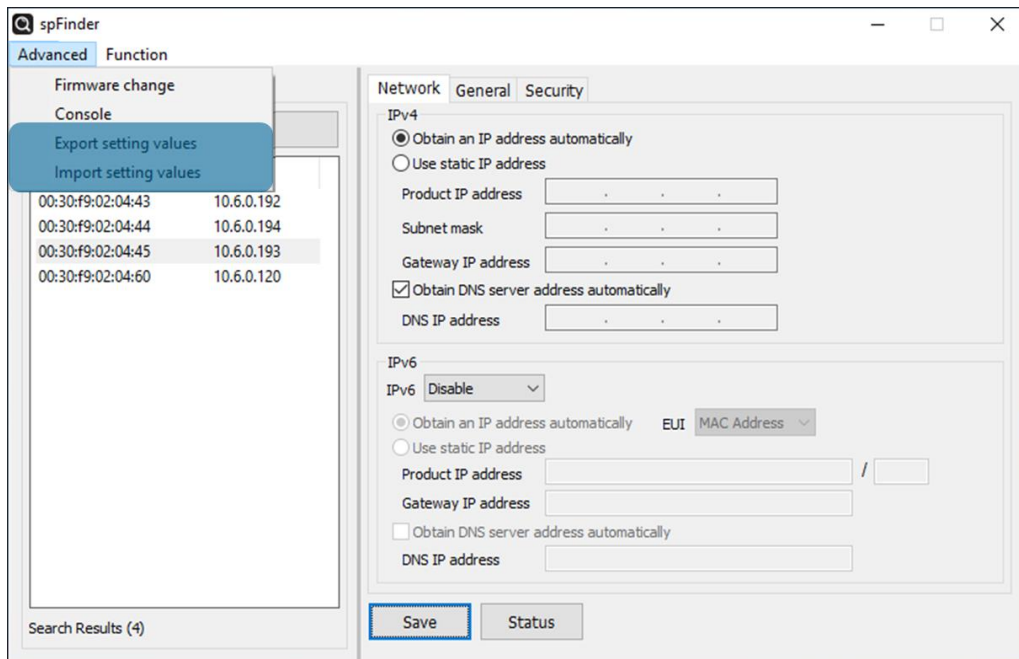 spFinder
Advanced Function
Firmware change
Console
Export setting values
Import setting values
00:30:f9:02:04:43 10.6.0.192
00:30:f9:02:04:44 10.6.0.194
00:30:f9:02:04:45 10.6.0.193
00:30:f9:02:04:60 10.6.0.120
Search Results (4)
Network General Security
IPv4
Obtain an IP address automatically
Use static IP address
Product IP address . . .
Subnet mask . . .
Gateway IP address . . .
Obtain DNS server address automatically
DNS IP address . . .
IPv6
IPv6 Disable
Obtain an IP address automatically EUI MAC Address
Use static IP address
Product IP address /
Gateway IP address
Obtain DNS server address automatically
DNS IP address
Save Status